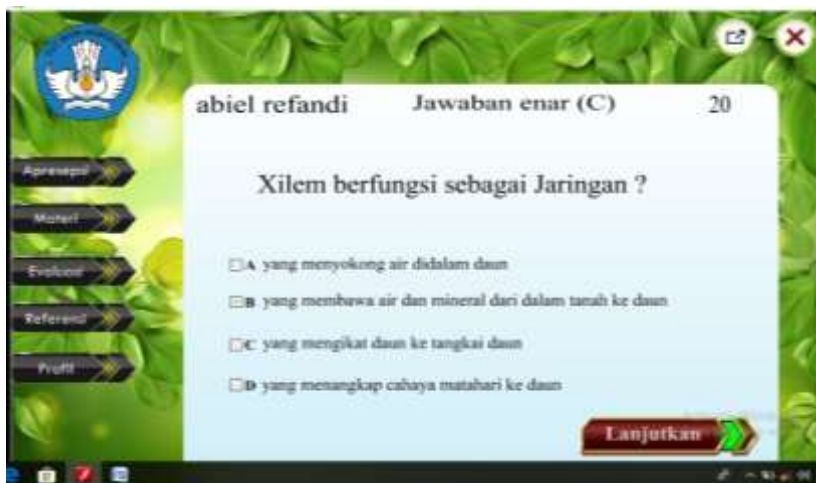 abiel refandi Jawaban enar (C) 20
Xilem berfungsi sebagai Jaringan ?
A yang menyokong air didalam daun
B yang membawa air dan mineral dari dalam tanah ke daun
C yang mengikat daun ke tangkai daun
D yang menangkap cahaya matahari ke daun
Apresepsi
Materi
Evaluasi
Referensi
Profil
Lanjutkan